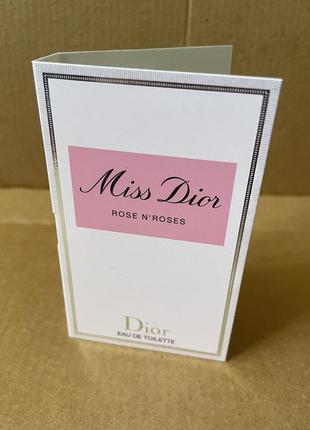 Miss Dior
ROSE N'ROSES
Dior
EAU DE TOILETTE